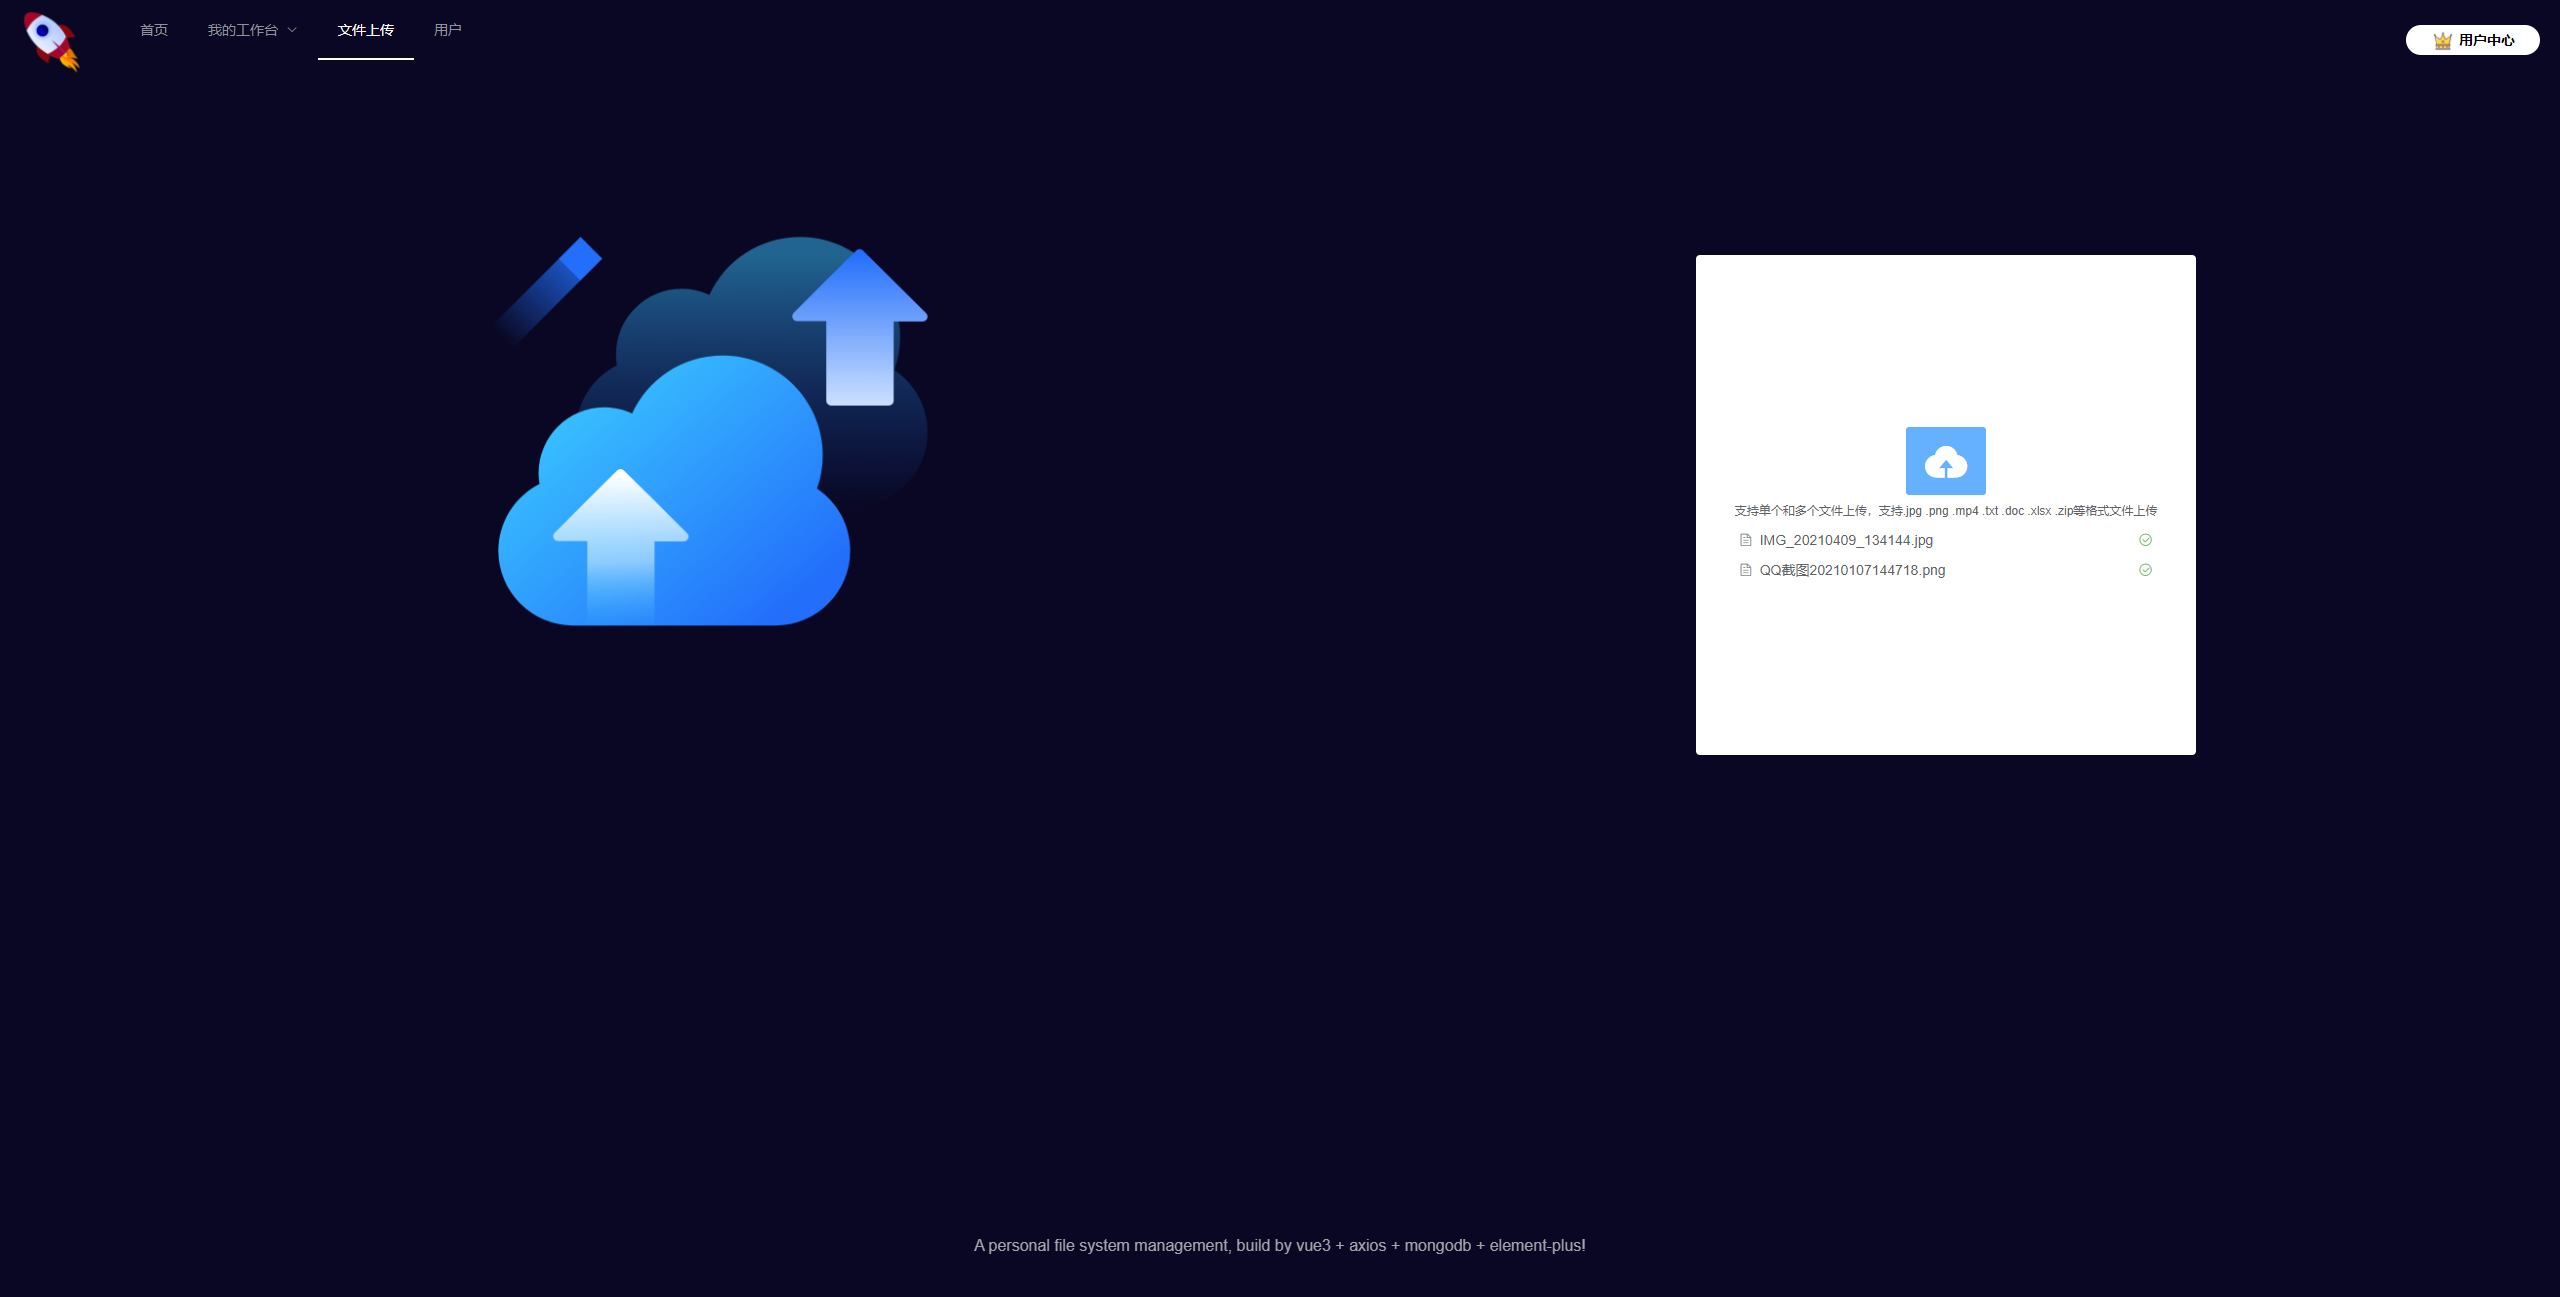 首页
我的工作台
文件上传
用户
用户中心
支持单个和多个文件上传，支持.jpg .png .mp4 .txt .doc .xlsx .zip等格式文件上传
IMG_20210409_134144.jpg
QQ截图20210107144718.png
A personal file system management, build by vue3 + axios + mongodb + element-plus!